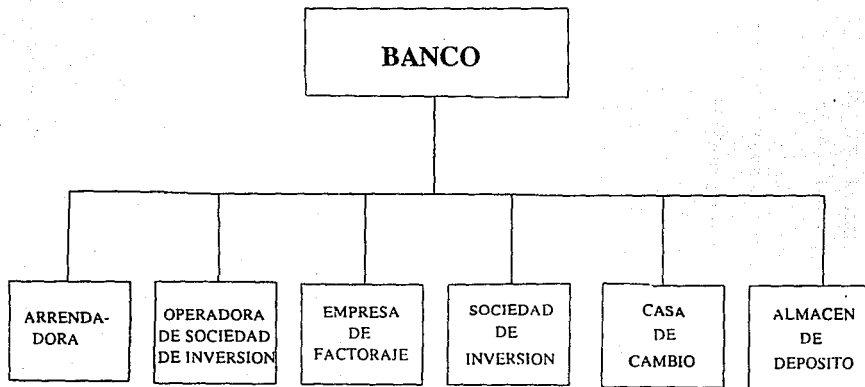 BANCO
ARRENDA-
DORA
OPERADORA
DE SOCIEDAD
DE INVERSION
EMPRESA
DE
FACTORAJE
SOCIEDAD
DE
INVERSION
CASA
DE
CAMBIO
ALMACEN
DE
DEPOSITO